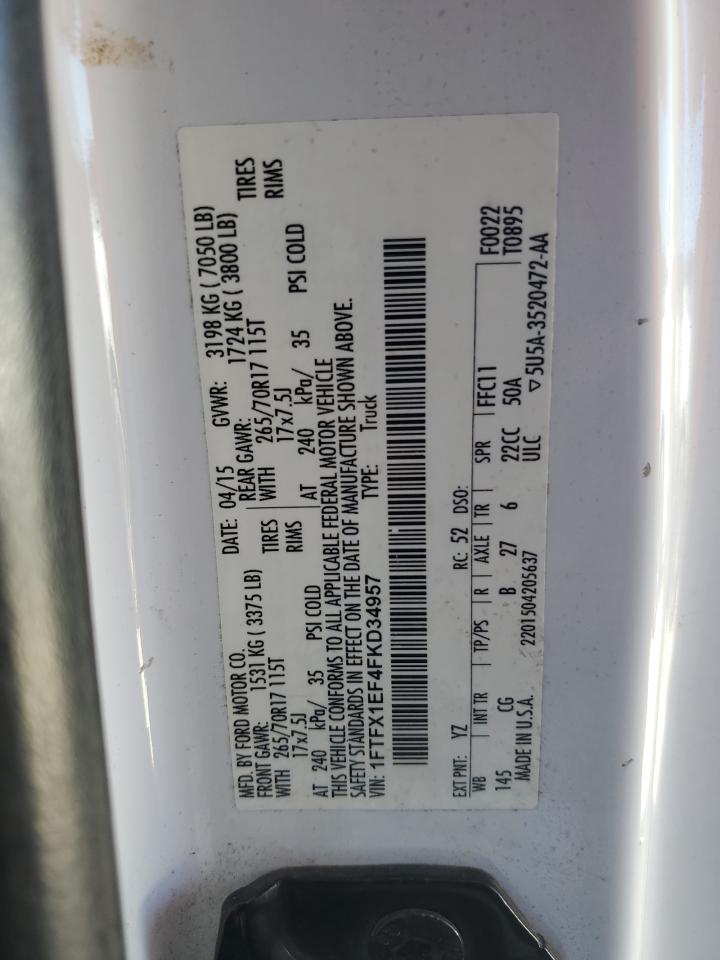 MFD. BY FORD MOTOR CO. DATE: 04/15 GVWR: 3198 KG ( 7050 LB)
FRONT GAWR: 1531 KG ( 3375 LB) REAR GAWR: 1724 KG ( 3800 LB)
WITH 265/70R17 115T TIRES WITH 265/70R17 115T TIRES
17x7.5J RIMS 17x7.5J RIMS
AT 240 kPa/ 35 PSI COLD AT 240 kPa/ 35 PSI COLD
THIS VEHICLE CONFORMS TO ALL APPLICABLE FEDERAL MOTOR VEHICLE
SAFETY STANDARDS IN EFFECT ON THE DATE OF MANUFACTURE SHOWN ABOVE.
VIN: 1FTFX1EF4FKD34957 TYPE: Truck
EXT PNT: YZ RC: 52 DSO: F0022
WB INT TR TP/PS R AXLE TR SPR FFC11 T0895
145 CG B 27 6 22CC 50A
MADE IN U.S.A. 2201504205637 ULC ▽5U5A-3520472-AA